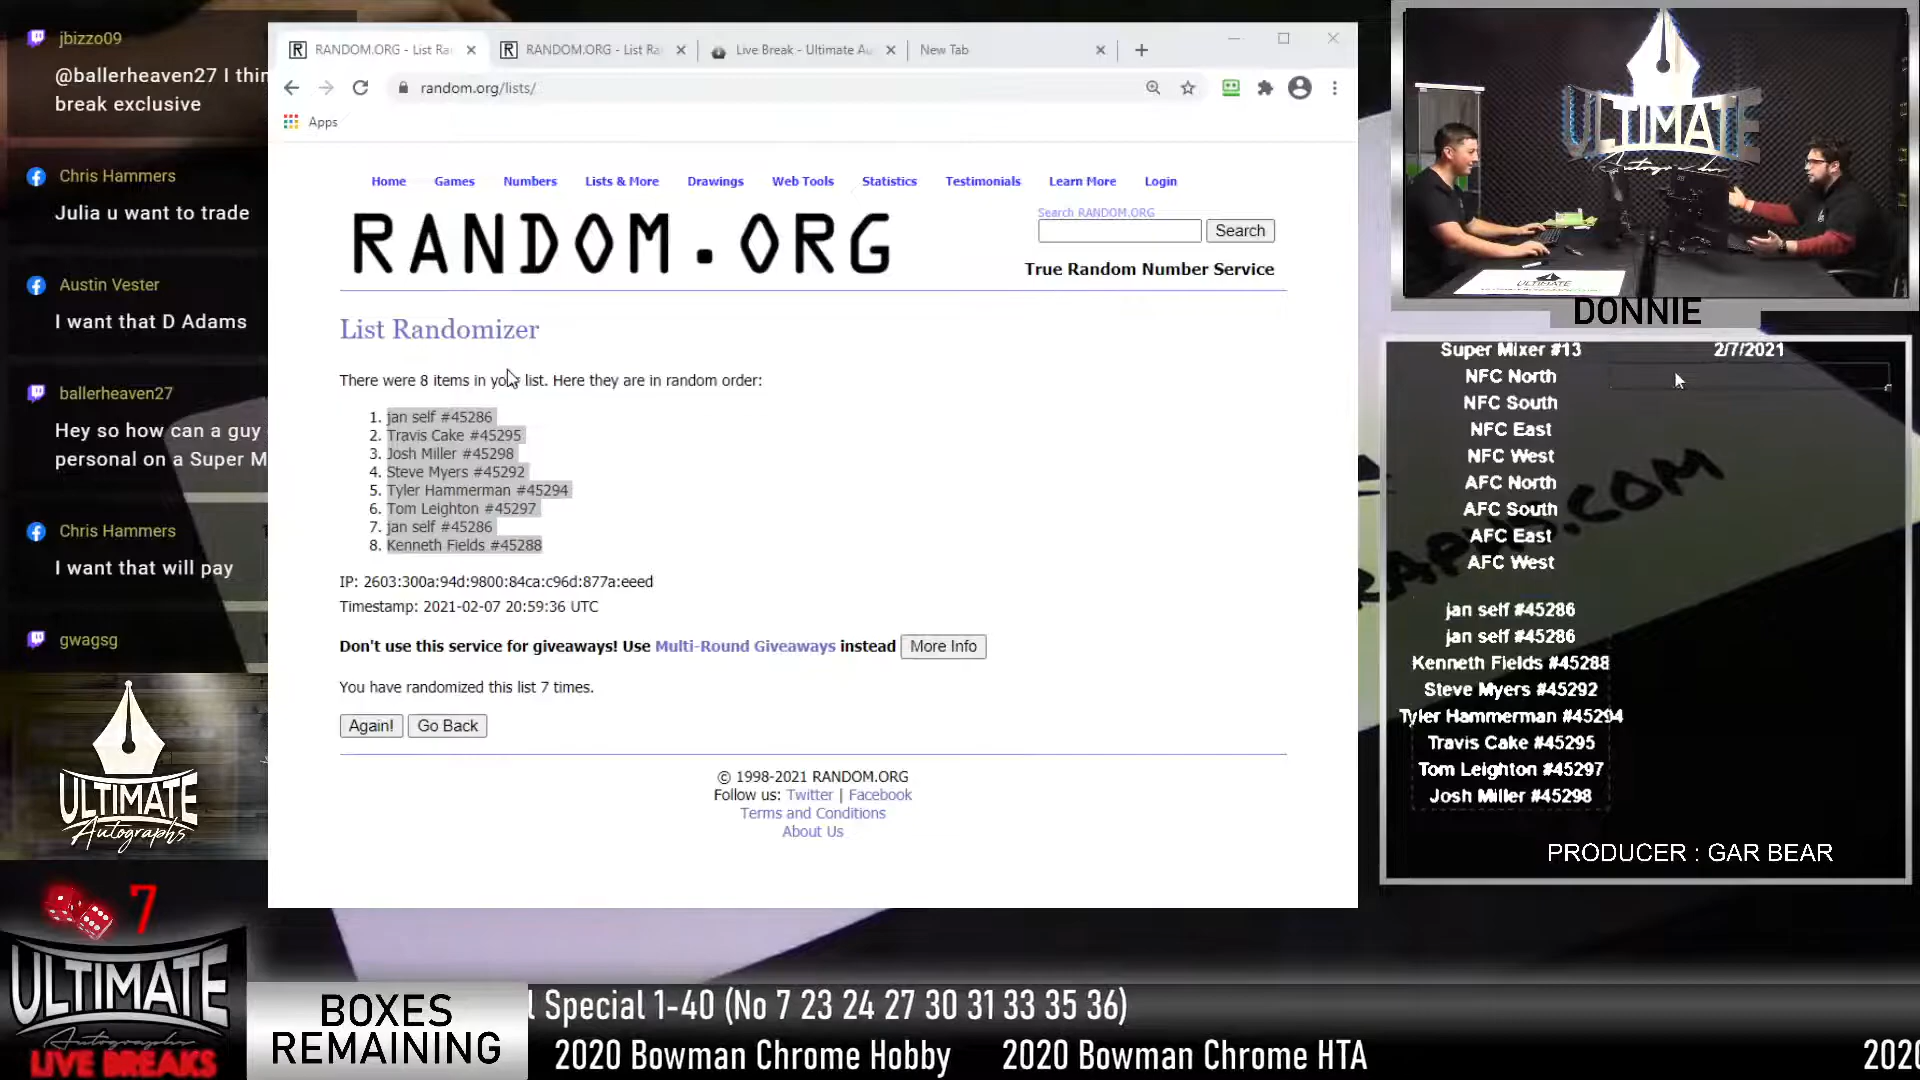 jbizzo09
@ballerheaven27 I thin
break exclusive
Chris Hammers
Julia u want to trade
Austin Vester
I want that D Adams
ballerheaven27
Hey so how can a guy
personal on a Super M
Chris Hammers
I want that will pay
gwagsg
ULTIMATE
Autographs
7
ULTIMATE
Autographs
LIVE BREAKS
RANDOM.ORG - List Ra
RANDOM.ORG - List Ra
Live Break - Ultimate Au
New Tab
random.org/lists/
Apps
Home Games Numbers Lists & More Drawings Web Tools Statistics Testimonials Learn More Login
RANDOM.ORG
Search RANDOM.ORG
Search
True Random Number Service
List Randomizer
There were 8 items in your list. Here they are in random order:
1. jan self #45286
2. Travis Cake #45295
3. Josh Miller #45298
4. Steve Myers #45292
5. Tyler Hammerman #45294
6. Tom Leighton #45297
7. jan self #45286
8. Kenneth Fields #45288
IP: 2603:300a:94d:9800:84ca:c96d:877a:eeed
Timestamp: 2021-02-07 20:59:36 UTC
Don't use this service for giveaways! Use Multi-Round Giveaways instead More Info
You have randomized this list 7 times.
Again! Go Back
© 1998-2021 RANDOM.ORG
Follow us: Twitter | Facebook
Terms and Conditions
About Us
ULTIMATE
Autographs
ULTIMATE
DONNIE
Super Mixer #13 2/7/2021
NFC North
NFC South
NFC East
NFC West
AFC North
AFC South
AFC East
AFC West
jan self #45286
jan self #45286
Kenneth Fields #45288
Steve Myers #45292
Tyler Hammerman #45294
Travis Cake #45295
Tom Leighton #45297
Josh Miller #45298
PRODUCER : GAR BEAR
RAPHS.COM
BOXES
REMAINING
l Special 1-40 (No 7 23 24 27 30 31 33 35 36)
2020 Bowman Chrome Hobby 2020 Bowman Chrome HTA 202